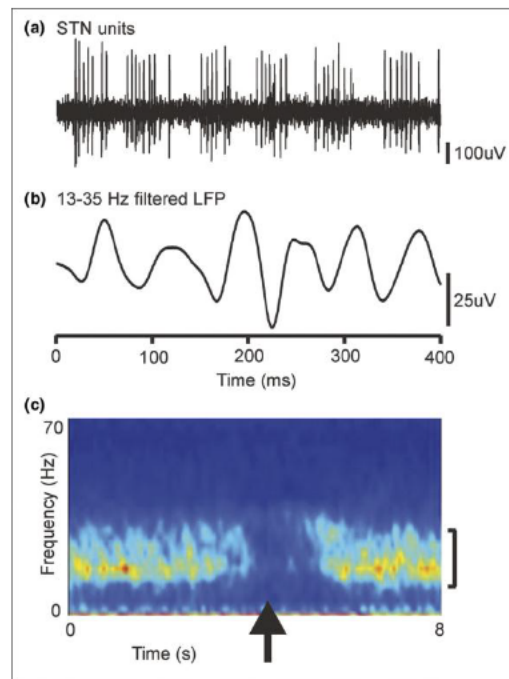 (a) STN units
100uV
(b) 13-35 Hz filtered LFP
25uV
0 100 200 300 400
Time (ms)
(c)
70
Frequency (Hz)
0
0 8
Time (s)